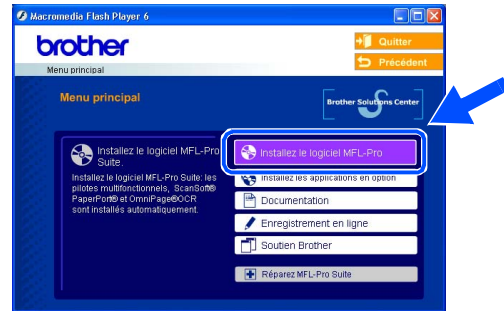 Macromedia Flash Player 6
brother
Quitter
Précédent
Menu principal
Menu principal
Brother Solutions Center
Installez le logiciel MFL-Pro
Suite.
Installez le logiciel MFL-Pro Suite: les
pilotes multifonctionnels, ScanSoft®
PaperPort® et OmniPage®OCR
sont installés automatiquement.
Installez le logiciel MFL-Pro
Installez les applications en option
Documentation
Enregistrement en ligne
Soutien Brother
Réparez MFL-Pro Suite